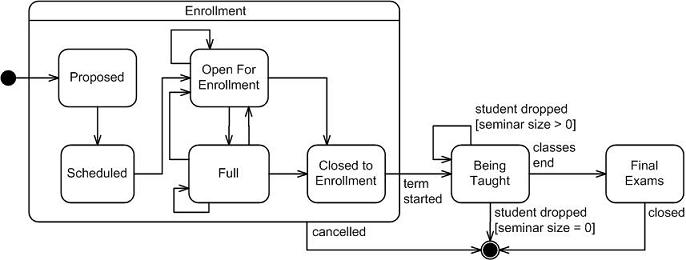 Enrollment
Proposed
Open For
Enrollment
Scheduled
Full
Closed to
Enrollment
term
started
student dropped
[seminar size > 0]
Being
Taught
classes
end
Final
Exams
student dropped
[seminar size = 0]
closed
cancelled